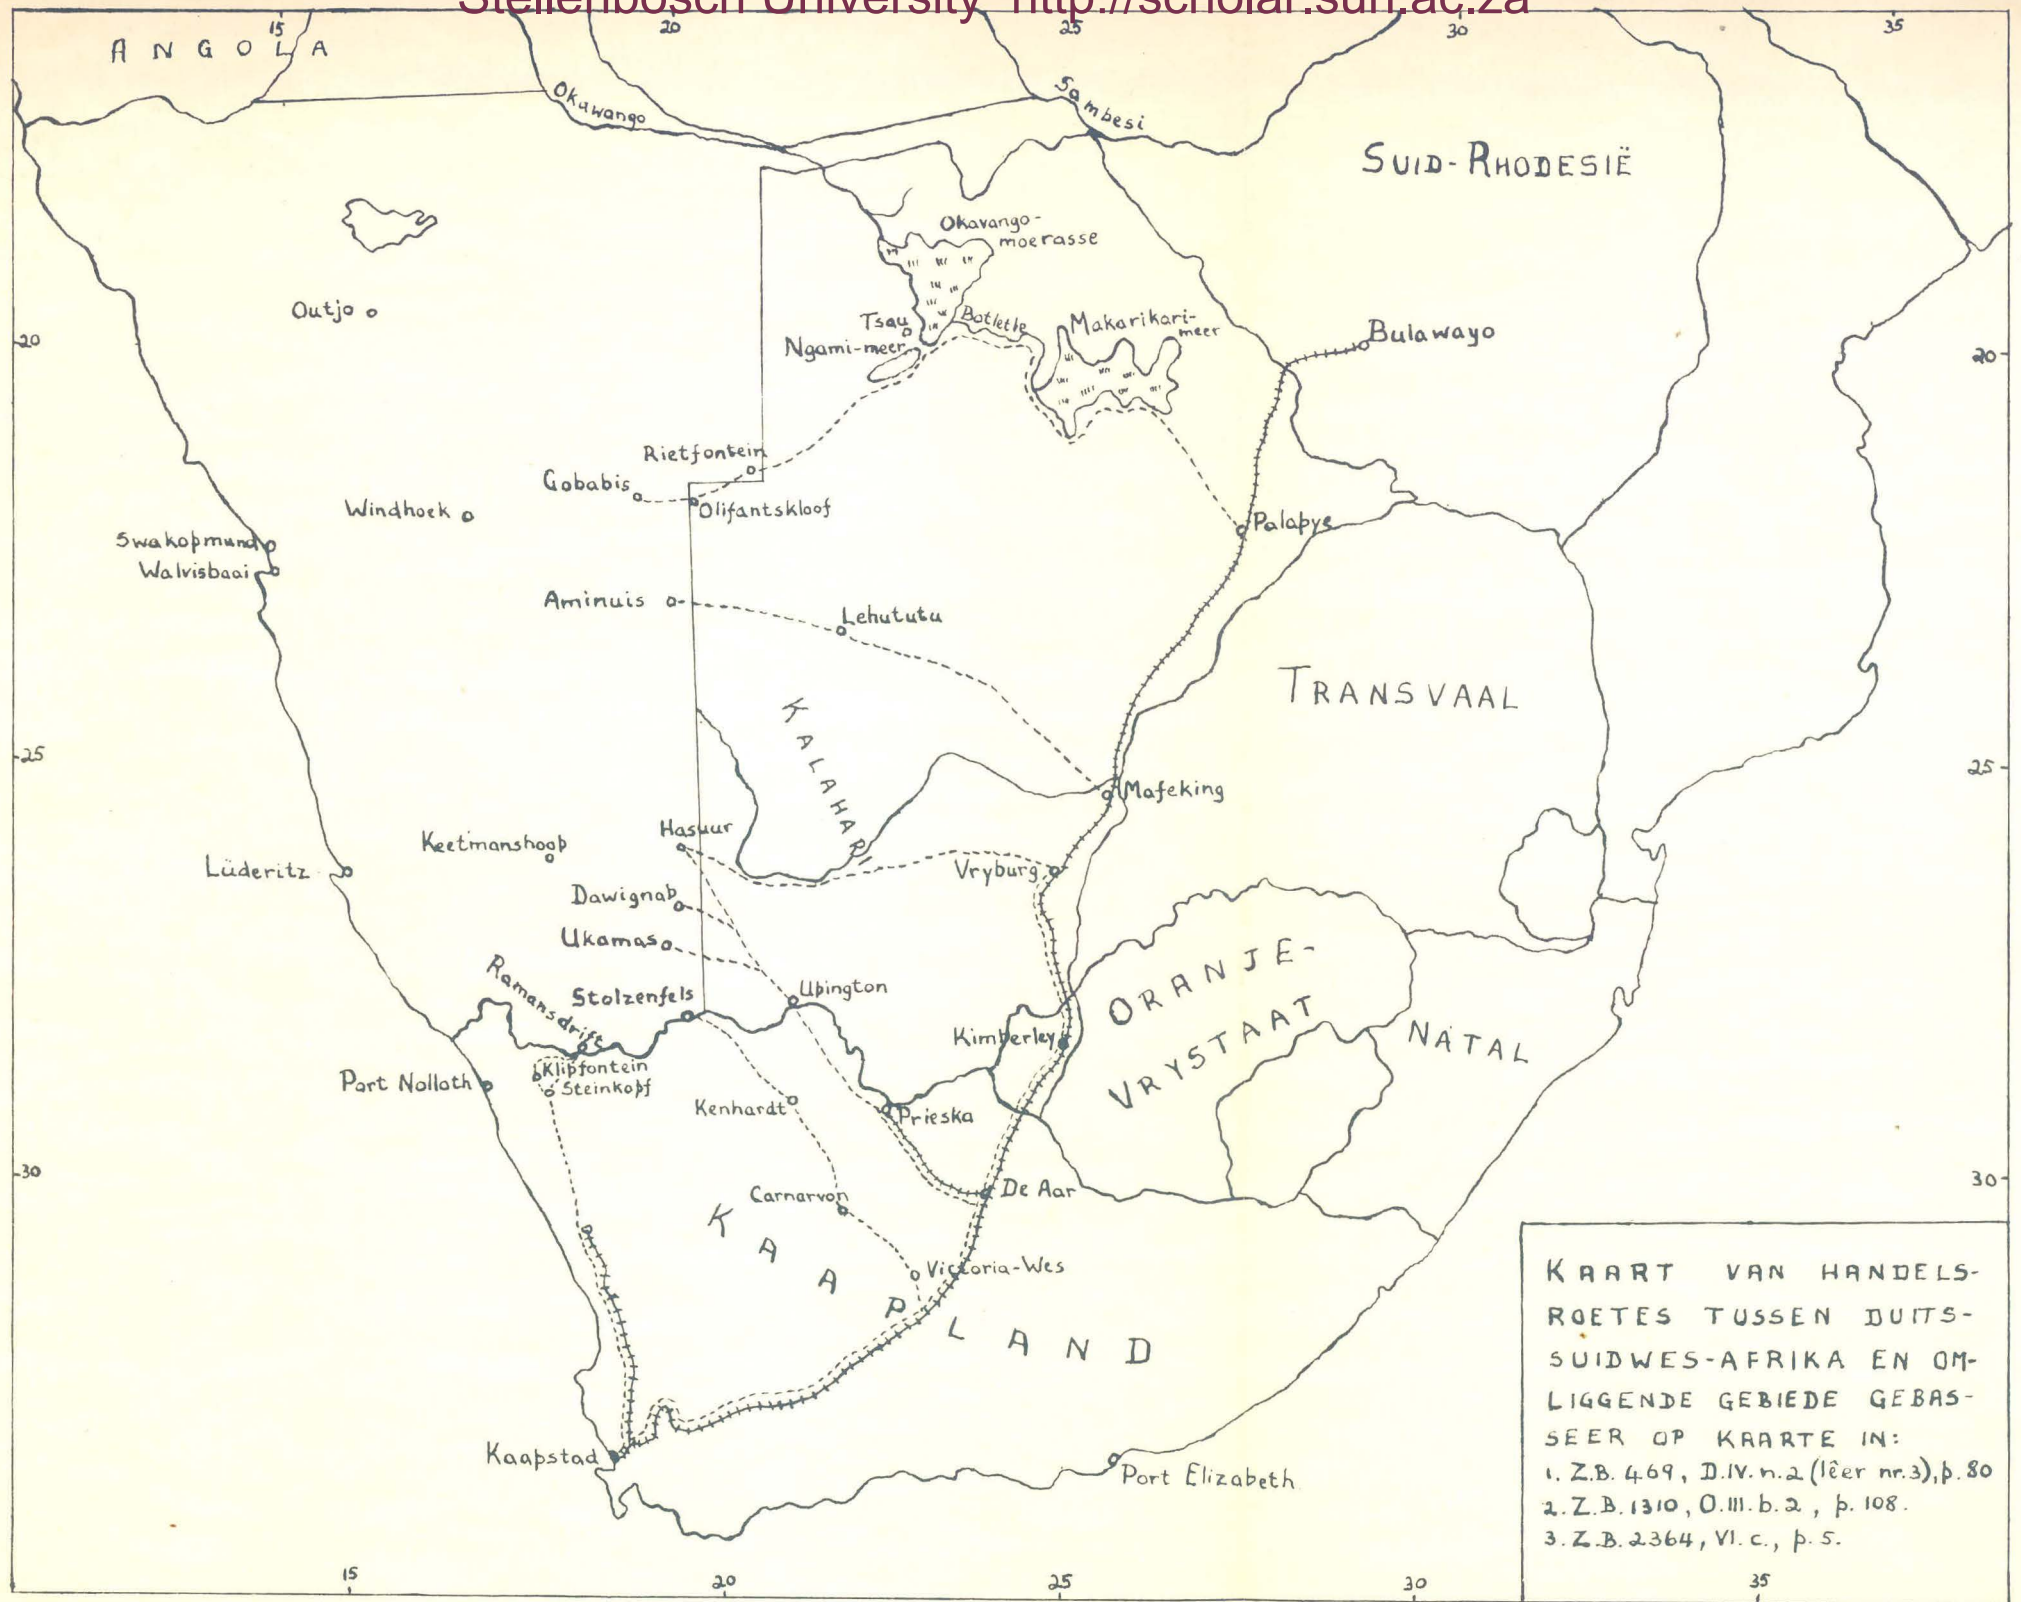 Stellenbosch University http://scholar.sun.ac.za
15
20
25
30
35
ANGOLA
Okawango
Sambesi
SUID-RHODESIË
Okavango-
moerasse
Outjo
Tsau
Botletle
Makarikari-
meer
Ngami-meer
Bulawayo
20
20
Rietfontein
Gobabis
Olifantskloof
Windhoek
Palapye
Swakopmund
Walvisbaai
Aminuis
Lehututu
TRANSVAAL
KALAHARI
25
25
Mafeking
Hasuur
Keetmanshoop
Lüderitz
Vryburg
Dawignab
Ukamas
ORANJE-
VRYSTAAT
Ramansdrift
Stolzenfels
Upington
Kimberley
NATAL
Klipfontein
Steinkopf
Port Nolloth
Kenhardt
Prieska
30
30
De Aar
Carnarvon
KAAPLAND
Victoria-Wes
Kaapstad
Port Elizabeth
KAART VAN HANDELS-
ROETES TUSSEN DUITS-
SUIDWES-AFRIKA EN OM-
LIGGENDE GEBIEDE GEBAS-
SEER OP KAARTE IN:
1. Z.B. 469, D.IV.n.2 (lêer nr.3), p. 80
2. Z.B. 1310, O.III.b.2, p. 108.
3. Z.B. 2364, VI.c., p. 5.
15
20
25
30
35